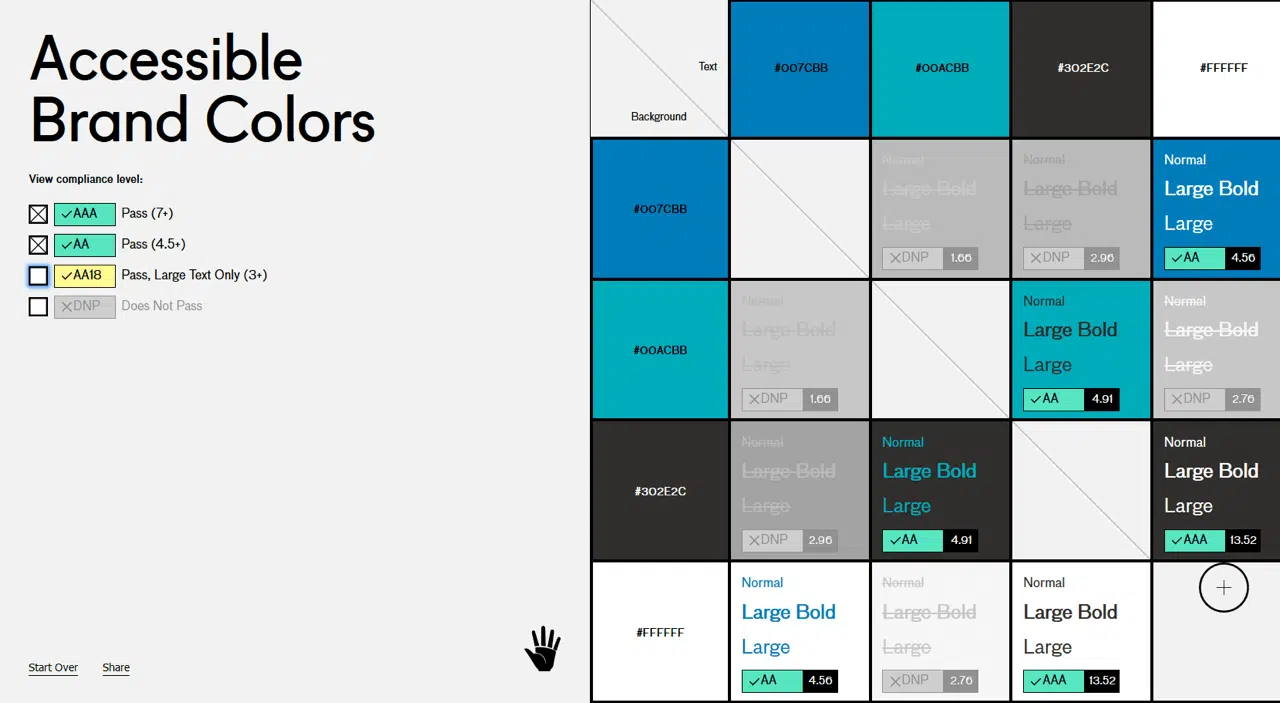 Accessible
Brand Colors
View compliance level:
AAA Pass (7+)
AA Pass (4.5+)
AA18 Pass, Large Text Only (3+)
DNP Does Not Pass
Start Over Share
Text
Background
#007CBB #00ACBB #302E2C #FFFFFF
#007CBB
Normal Normal Normal
Large Bold Large Bold Large Bold
Large Large Large
DNP 1.66 DNP 2.96 AA 4.56
#00ACBB
Normal Normal Normal
Large Bold Large Bold Large Bold
Large Large Large
DNP 1.66 AA 4.91 DNP 2.76
#302E2C
Normal Normal Normal
Large Bold Large Bold Large Bold
Large Large Large
DNP 2.96 AA 4.91 AAA 13.52
#FFFFFF
Normal Normal Normal
Large Bold Large Bold Large Bold
Large Large Large
AA 4.56 DNP 2.76 AAA 13.52